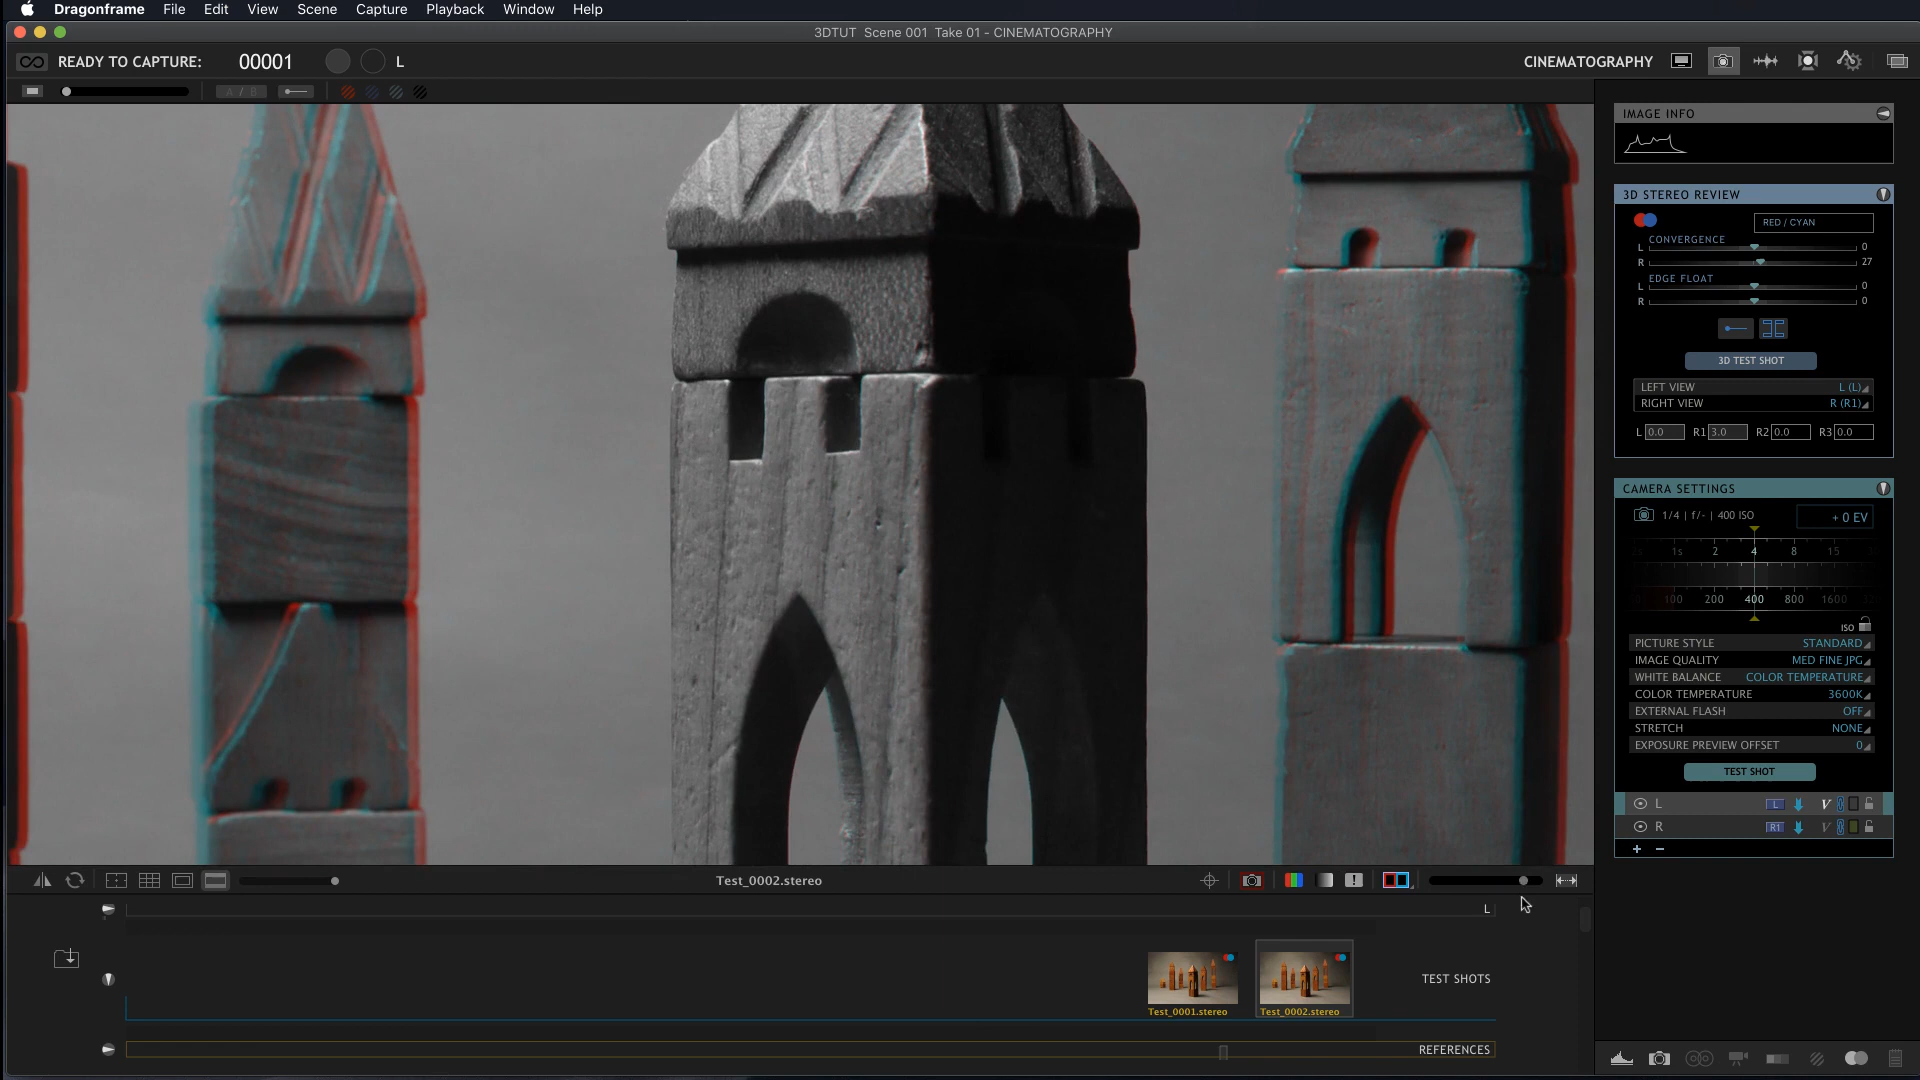 Dragonframe File Edit View Scene Capture Playback Window Help
3DTUT Scene 001 Take 01 - CINEMATOGRAPHY
READY TO CAPTURE: 00001 L
CINEMATOGRAPHY
A / B
IMAGE INFO
3D STEREO REVIEW
RED / CYAN
CONVERGENCE
L 0
R 27
EDGE FLOAT
L 0
R 0
3D TEST SHOT
LEFT VIEW L (L)
RIGHT VIEW R (R1)
L 0.0 R1 3.0 R2 0.0 R3 0.0
CAMERA SETTINGS
1/4 | f/- | 400 ISO + 0 EV
1s 2 4 8 15
100 200 400 800 1600
ISO
PICTURE STYLE STANDARD
IMAGE QUALITY MED FINE JPG
WHITE BALANCE COLOR TEMPERATURE
COLOR TEMPERATURE 3600K
EXTERNAL FLASH OFF
STRETCH NONE
EXPOSURE PREVIEW OFFSET 0
TEST SHOT
L L V
R R1 V
+ −
Test_0002.stereo
L
TEST SHOTS
Test_0001.stereo Test_0002.stereo
REFERENCES